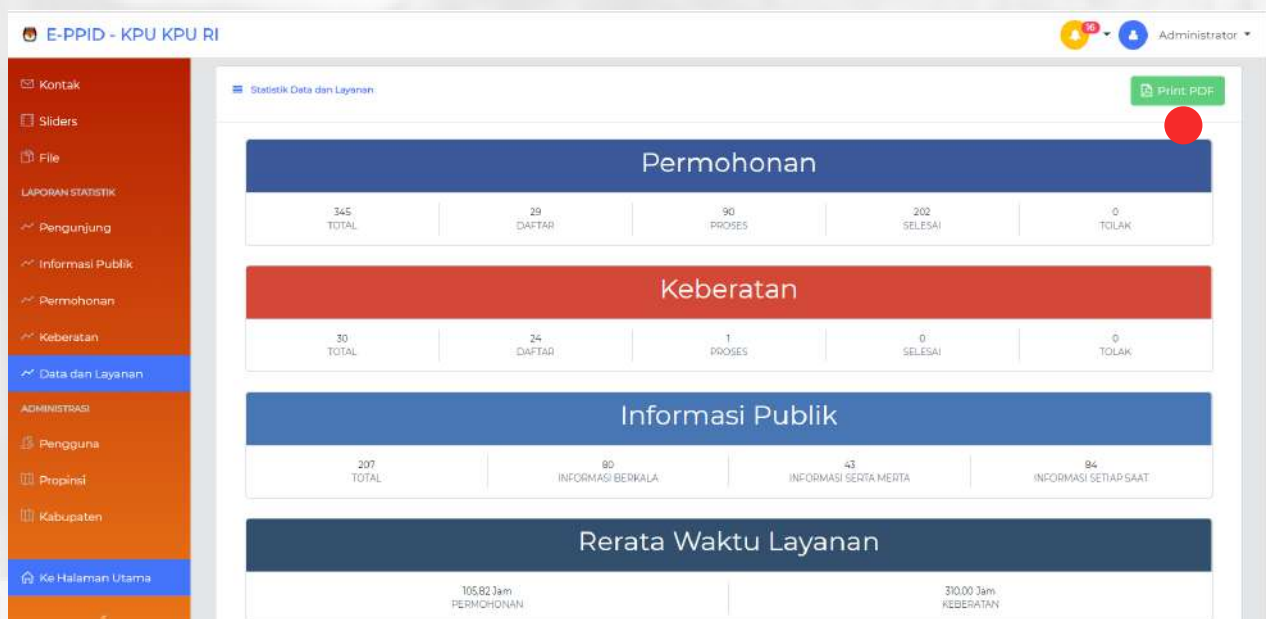 E-PPID - KPU KPU RI
16
Administrator
Kontak
Sliders
File
LAPORAN STATISTIK
Pengunjung
Informasi Publik
Permohonan
Keberatan
Data dan Layanan
ADMINISTRASI
Pengguna
Propinsi
Kabupaten
Ke Halaman Utama
Statistik Data dan Layanan
Print PDF
Permohonan
345 29 90 202 0
TOTAL DAFTAR PROSES SELESAI TOLAK
Keberatan
30 24 1 0 0
TOTAL DAFTAR PROSES SELESAI TOLAK
Informasi Publik
207 80 43 84
TOTAL INFORMASI BERKALA INFORMASI SERTA MERTA INFORMASI SETIAP SAAT
Rerata Waktu Layanan
105,82 Jam 310.00 Jam
PERMOHONAN KEBERATAN